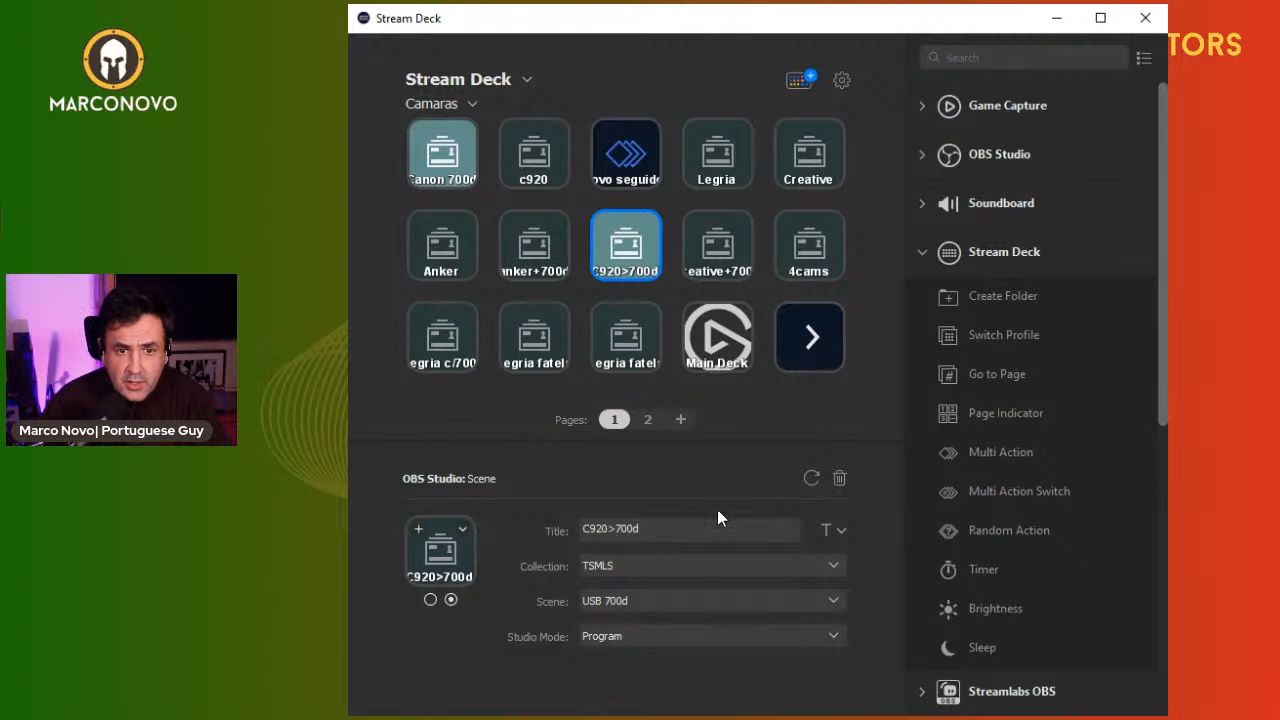 Stream Deck
TORS
MARCONOVO
Stream Deck
Camaras
Search
Canon 700d
c920
ovo seguid
Legria
Creative
Anker
nker+700d
C920>700d
reative+700
4cams
egria c/700
egria fatel
egria fatel
Main Deck
Pages: 1 2 +
Game Capture
OBS Studio
Soundboard
Stream Deck
Create Folder
Switch Profile
Go to Page
Page Indicator
Multi Action
Multi Action Switch
Random Action
Timer
Brightness
Sleep
Streamlabs OBS
OBS Studio: Scene
C920>700d
Title: C920>700d
T
Collection: TSMLS
Scene: USB 700d
Studio Mode: Program
Marco Novo| Portuguese Guy